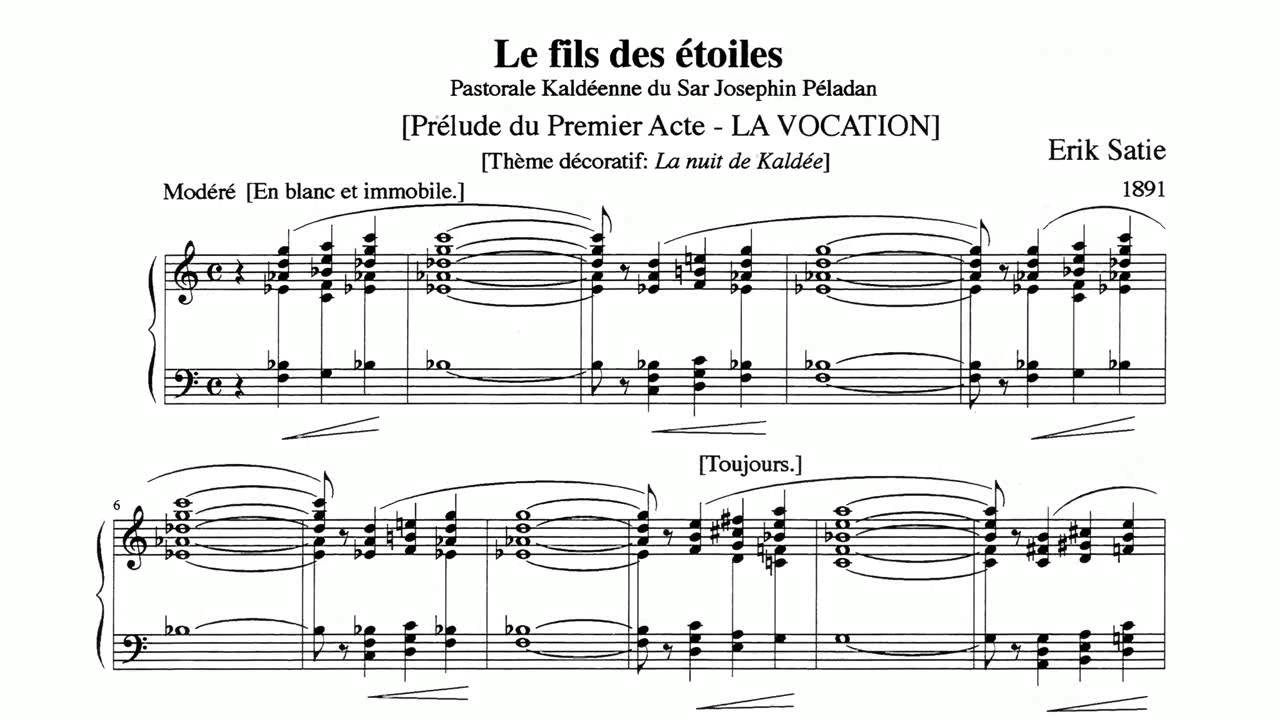 Le fils des étoiles
Pastorale Kaldéenne du Sar Josephin Péladan
[Prélude du Premier Acte - LA VOCATION]
[Thème décoratif: La nuit de Kaldée]
Erik Satie
1891
Modéré [En blanc et immobile.]
[Toujours.]
6